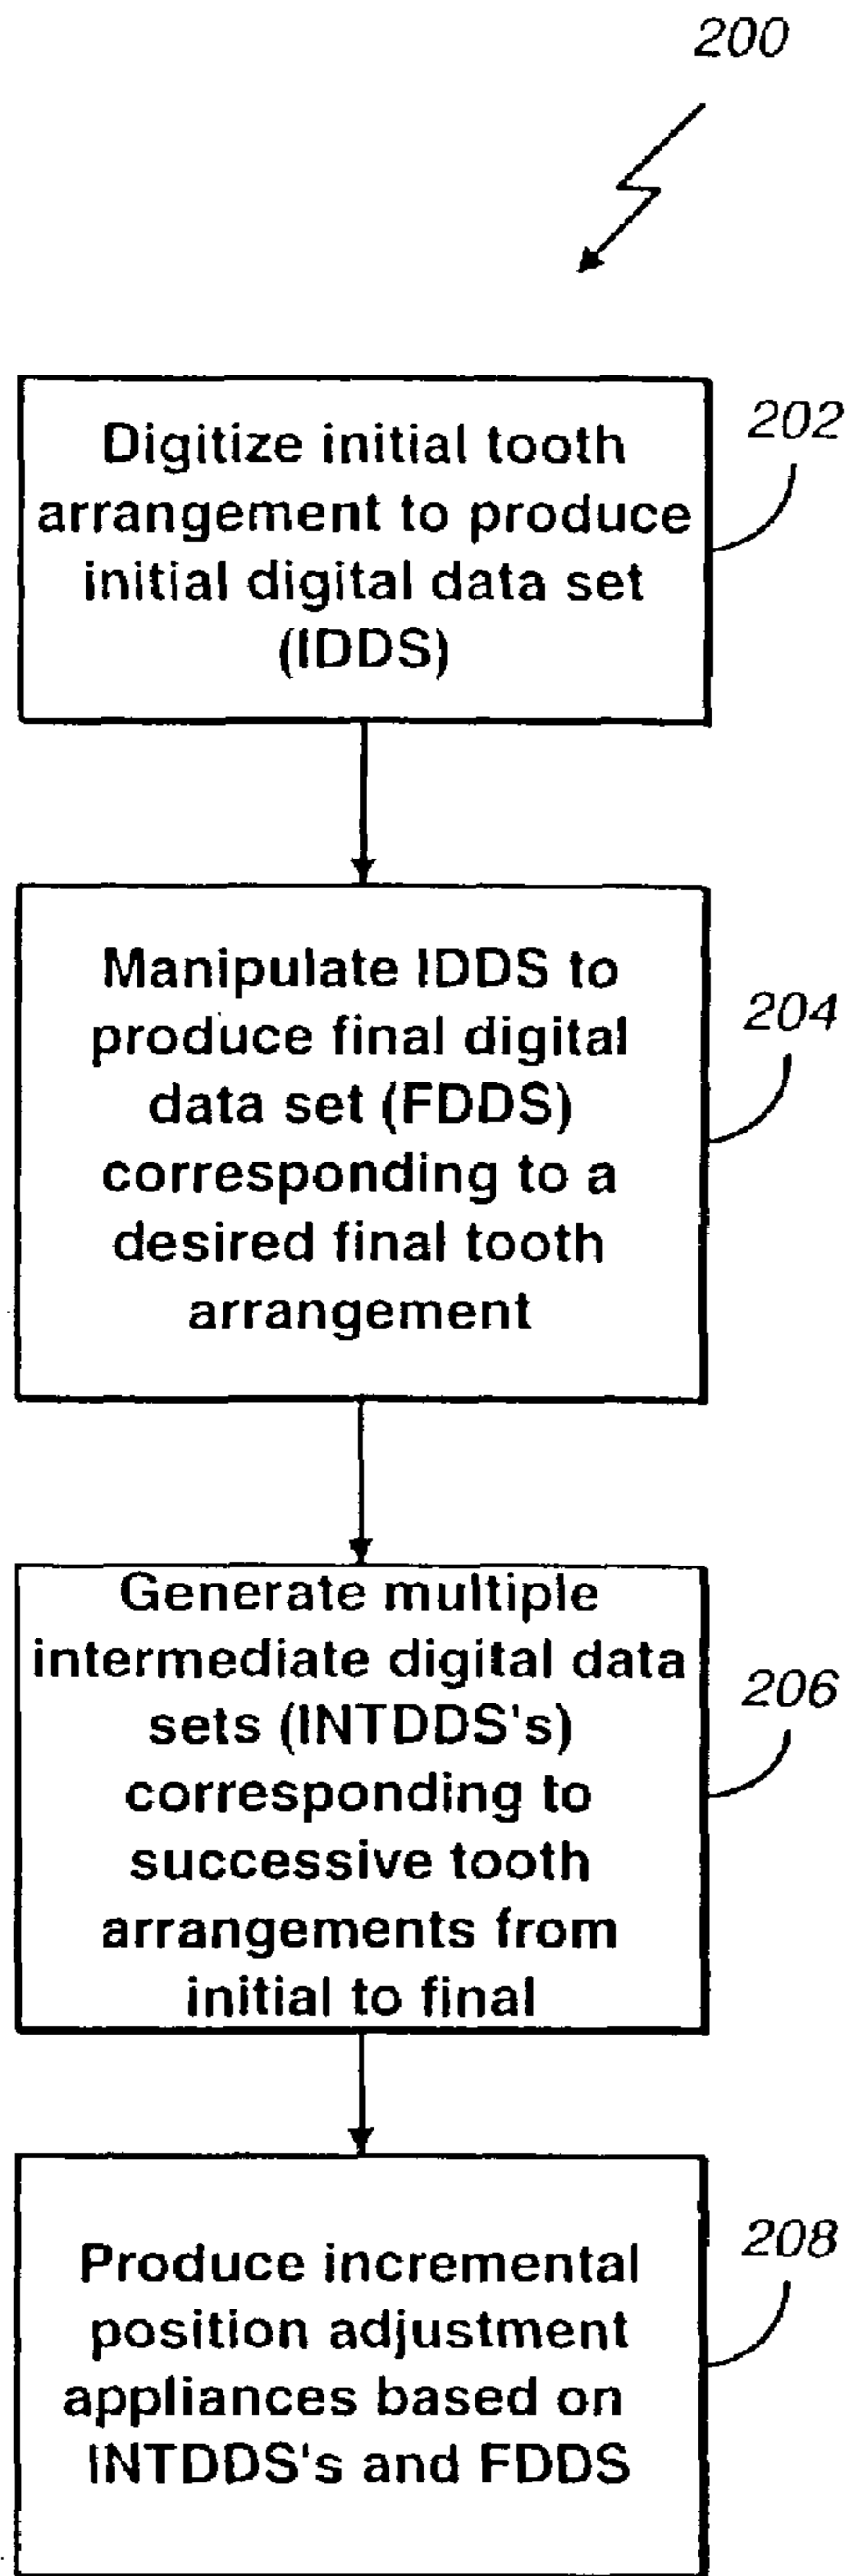 200
Digitize initial tooth
arrangement to produce
initial digital data set
(IDDS)
202
Manipulate IDDS to
produce final digital
data set (FDDS)
corresponding to a
desired final tooth
arrangement
204
Generate multiple
intermediate digital data
sets (INTDDS's)
corresponding to
successive tooth
arrangements from
initial to final
206
Produce incremental
position adjustment
appliances based on
INTDDS's and FDDS
208